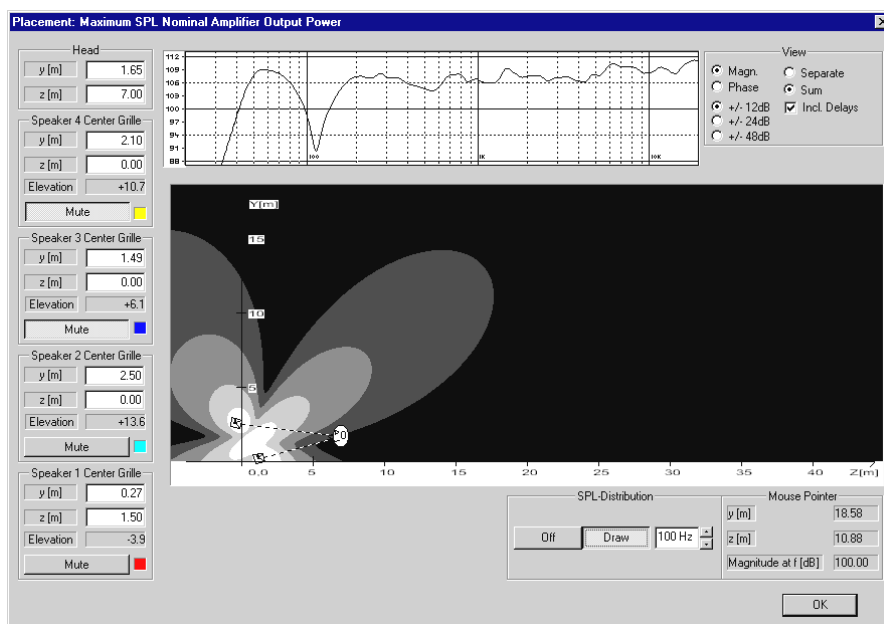 Placement: Maximum SPL Nominal Amplifier Output Power
Head
y [m] 1.65
z [m] 7.00
Speaker 4 Center Grille
y [m] 2.10
z [m] 0.00
Elevation +10.7
Mute
Speaker 3 Center Grille
y [m] 1.49
z [m] 0.00
Elevation +6.1
Mute
Speaker 2 Center Grille
y [m] 2.50
z [m] 0.00
Elevation +13.6
Mute
Speaker 1 Center Grille
y [m] 0.27
z [m] 1.50
Elevation -3.9
Mute
112
109
106
103
100
97
94
91
88
100 1K 10K
View
Magn. Separate
Phase Sum
+/- 12dB Incl. Delays
+/- 24dB
+/- 48dB
Y[m]
15
10
5
0.0 5 10 15 20 25 30 35 40 Z[m]
SPL-Distribution
Off Draw 100 Hz
Mouse Pointer
y [m] 18.58
z [m] 10.88
Magnitude at f [dB] 100.00
OK